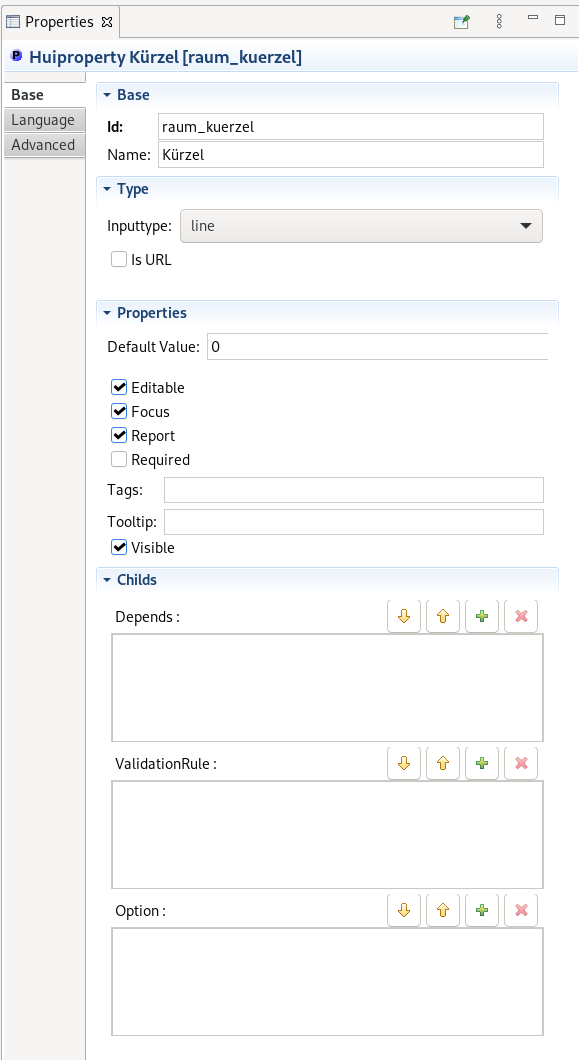 Properties
Huiproperty Kürzel [raum_kuerzel]
Base
Language
Advanced
Base
Id: raum_kuerzel
Name: Kürzel
Type
Inputtype: line
Is URL
Properties
Default Value: 0
Editable
Focus
Report
Required
Tags:
Tooltip:
Visible
Childs
Depends :
ValidationRule :
Option :